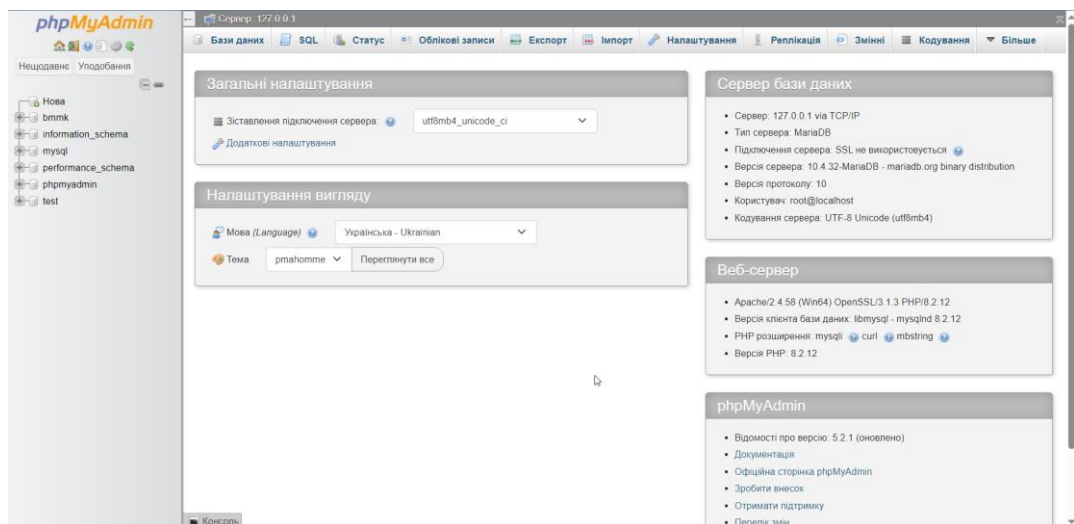 phpMyAdmin
Нещодавнє Уподобання
Нова
bmmk
information_schema
mysql
performance_schema
phpmyadmin
test
Сервер: 127.0.0.1
Бази даних SQL Статус Облікові записи Експорт Імпорт Налаштування Реплікація Змінні Кодування Більше
Загальні налаштування
Зіставлення підключення сервера: utf8mb4_unicode_ci
Додаткові налаштування
Налаштування вигляду
Мова (Language) Українська - Ukrainian
Тема pmahomme Переглянути все
Сервер бази даних
• Сервер: 127.0.0.1 via TCP/IP
• Тип сервера: MariaDB
• Підключення сервера: SSL не використовується
• Версія сервера: 10.4.32-MariaDB - mariadb.org binary distribution
• Версія протоколу: 10
• Користувач: root@localhost
• Кодування сервера: UTF-8 Unicode (utf8mb4)
Веб-сервер
• Apache/2.4.58 (Win64) OpenSSL/3.1.3 PHP/8.2.12
• Версія клієнта бази даних: libmysql - mysqlnd 8.2.12
• PHP розширення: mysqli curl mbstring
• Версія PHP: 8.2.12
phpMyAdmin
• Відомості про версію: 5.2.1 (оновлено)
• Документація
• Офіційна сторінка phpMyAdmin
• Зробити внесок
• Отримати підтримку
• Перелік змін
Консоль